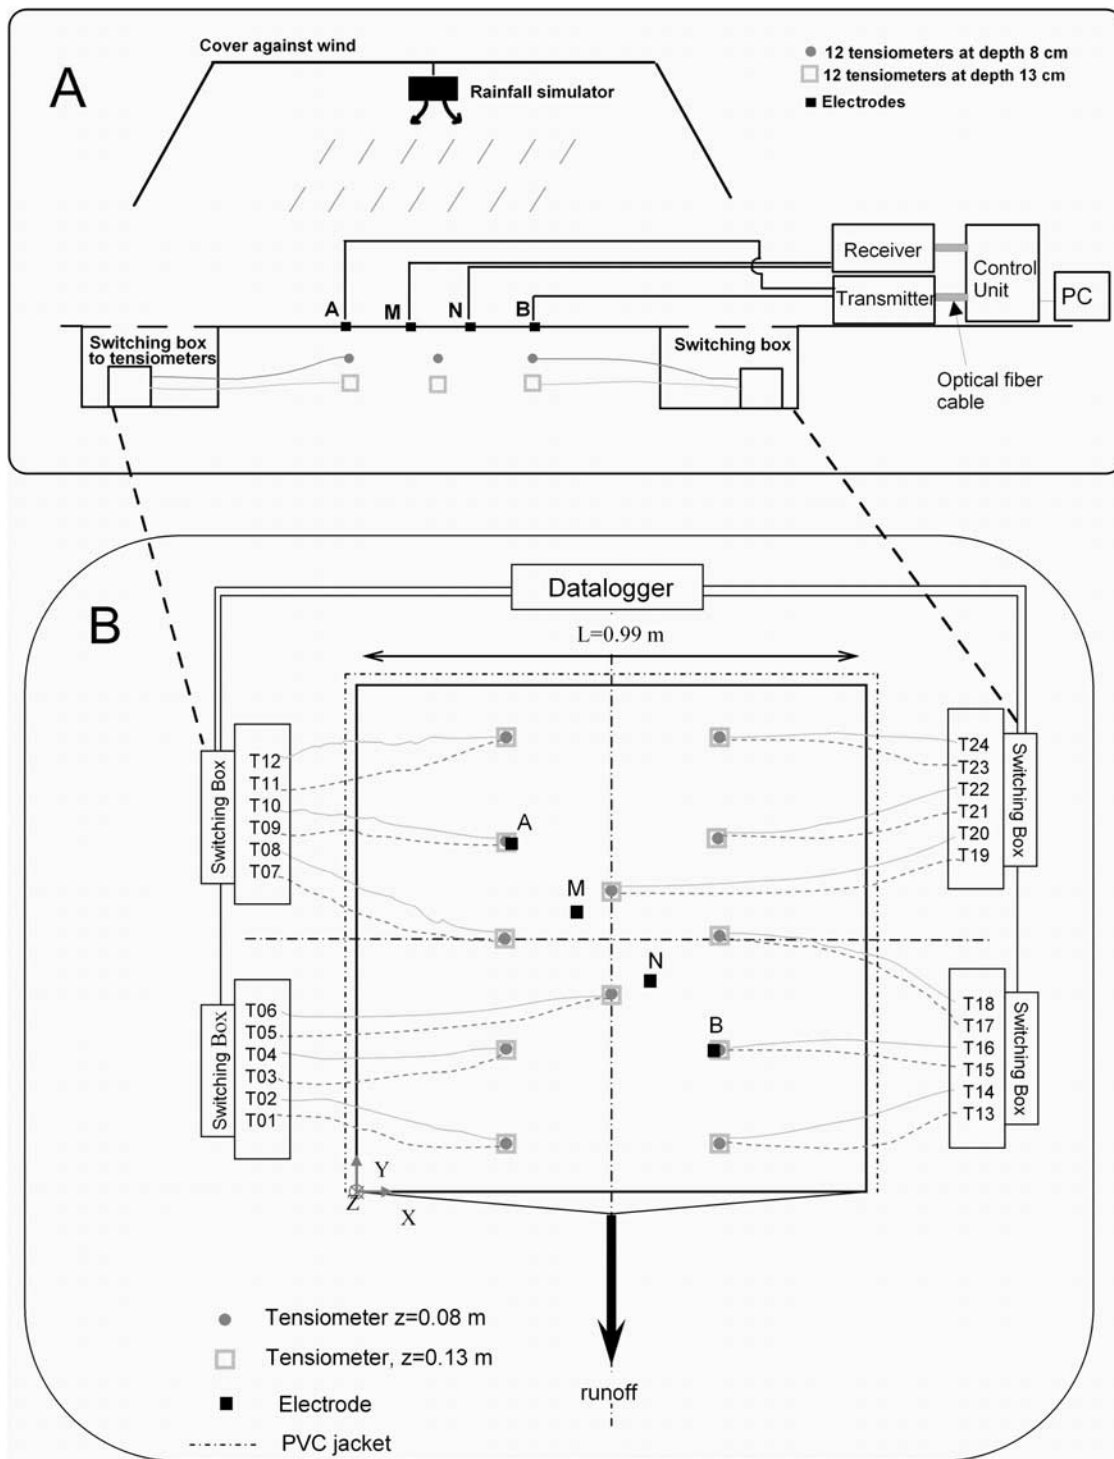 A
Cover against wind
Rainfall simulator
12 tensiometers at depth 8 cm
12 tensiometers at depth 13 cm
Electrodes
Receiver
Transmitter
Control
Unit
PC
A
M
N
B
Switching box
to tensiometers
Switching box
Optical fiber
cable
B
Datalogger
L=0.99 m
Switching Box
T12
T11
T10
T09
T08
T07
Switching Box
T06
T05
T04
T03
T02
T01
A
M
N
B
T24
T23
T22
T21
T20
T19
Switching Box
T18
T17
T16
T15
T14
T13
Switching Box
Y
Z
X
Tensiometer z=0.08 m
Tensiometer, z=0.13 m
Electrode
PVC jacket
runoff